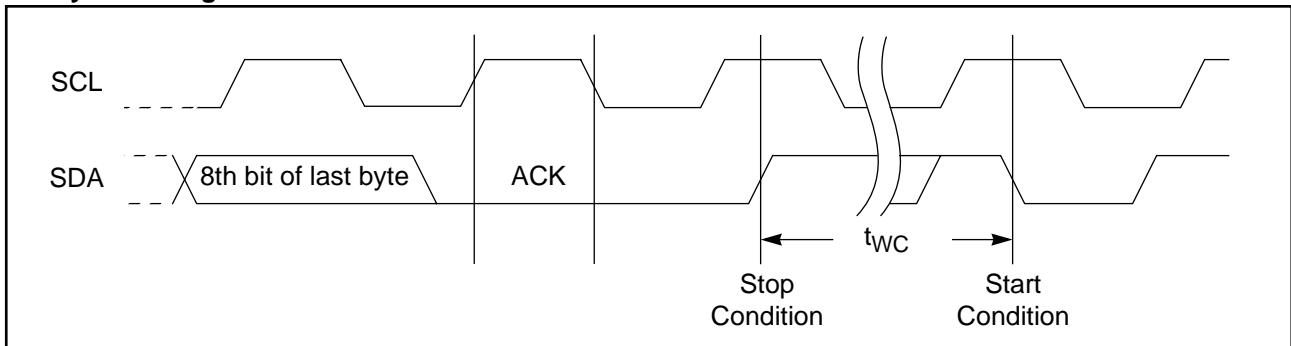 SCL
SDA
8th bit of last byte
ACK
tWC
Stop
Condition
Start
Condition